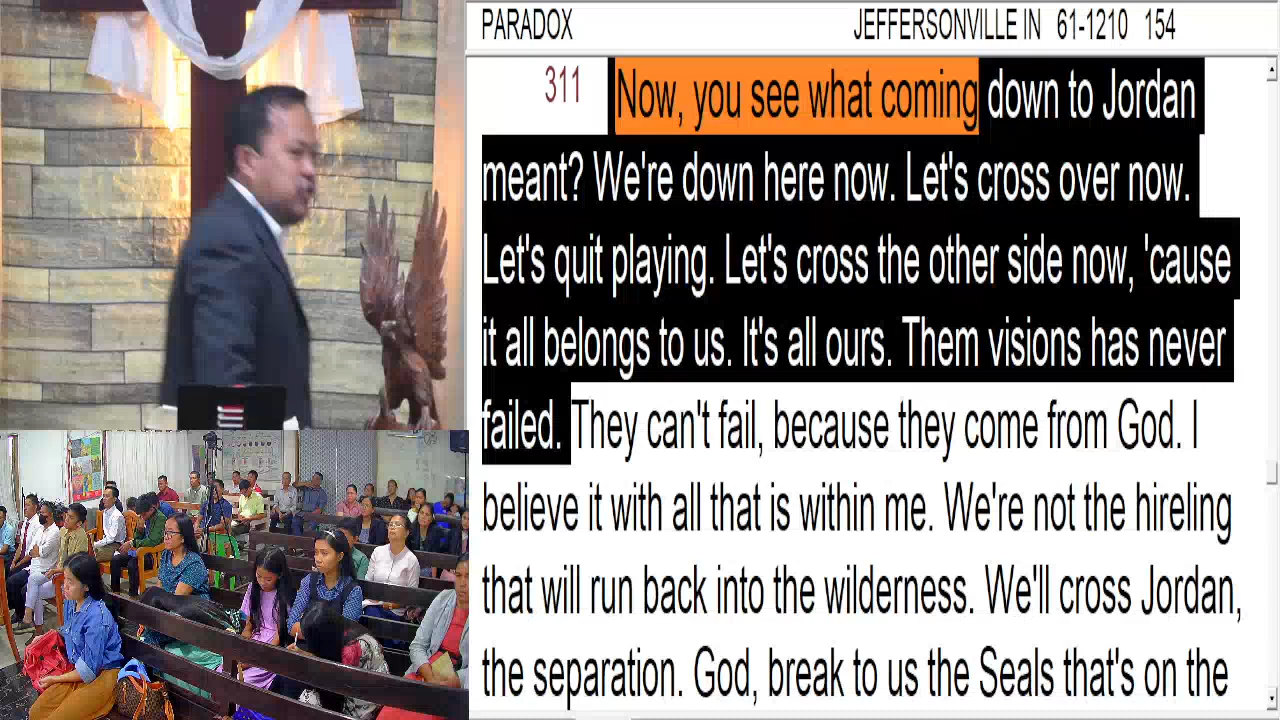 PARADOX JEFFERSONVILLE IN 61-1210 154
311 Now, you see what coming down to Jordan
meant? We're down here now. Let's cross over now.
Let's quit playing. Let's cross the other side now, 'cause
it all belongs to us. It's all ours. Them visions has never
failed. They can't fail, because they come from God. I
believe it with all that is within me. We're not the hireling
that will run back into the wilderness. We'll cross Jordan,
the separation. God, break to us the Seals that's on the